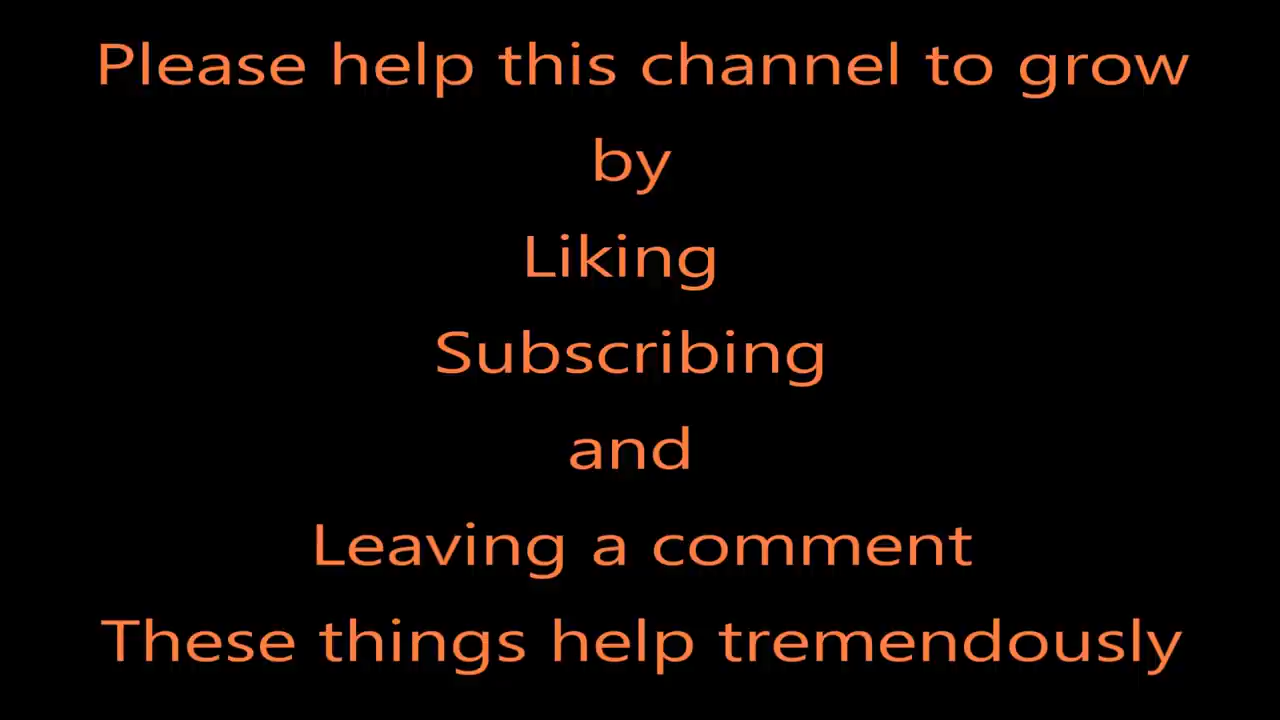 Please help this channel to grow
by
Liking
Subscribing
and
Leaving a comment
These things help tremendously